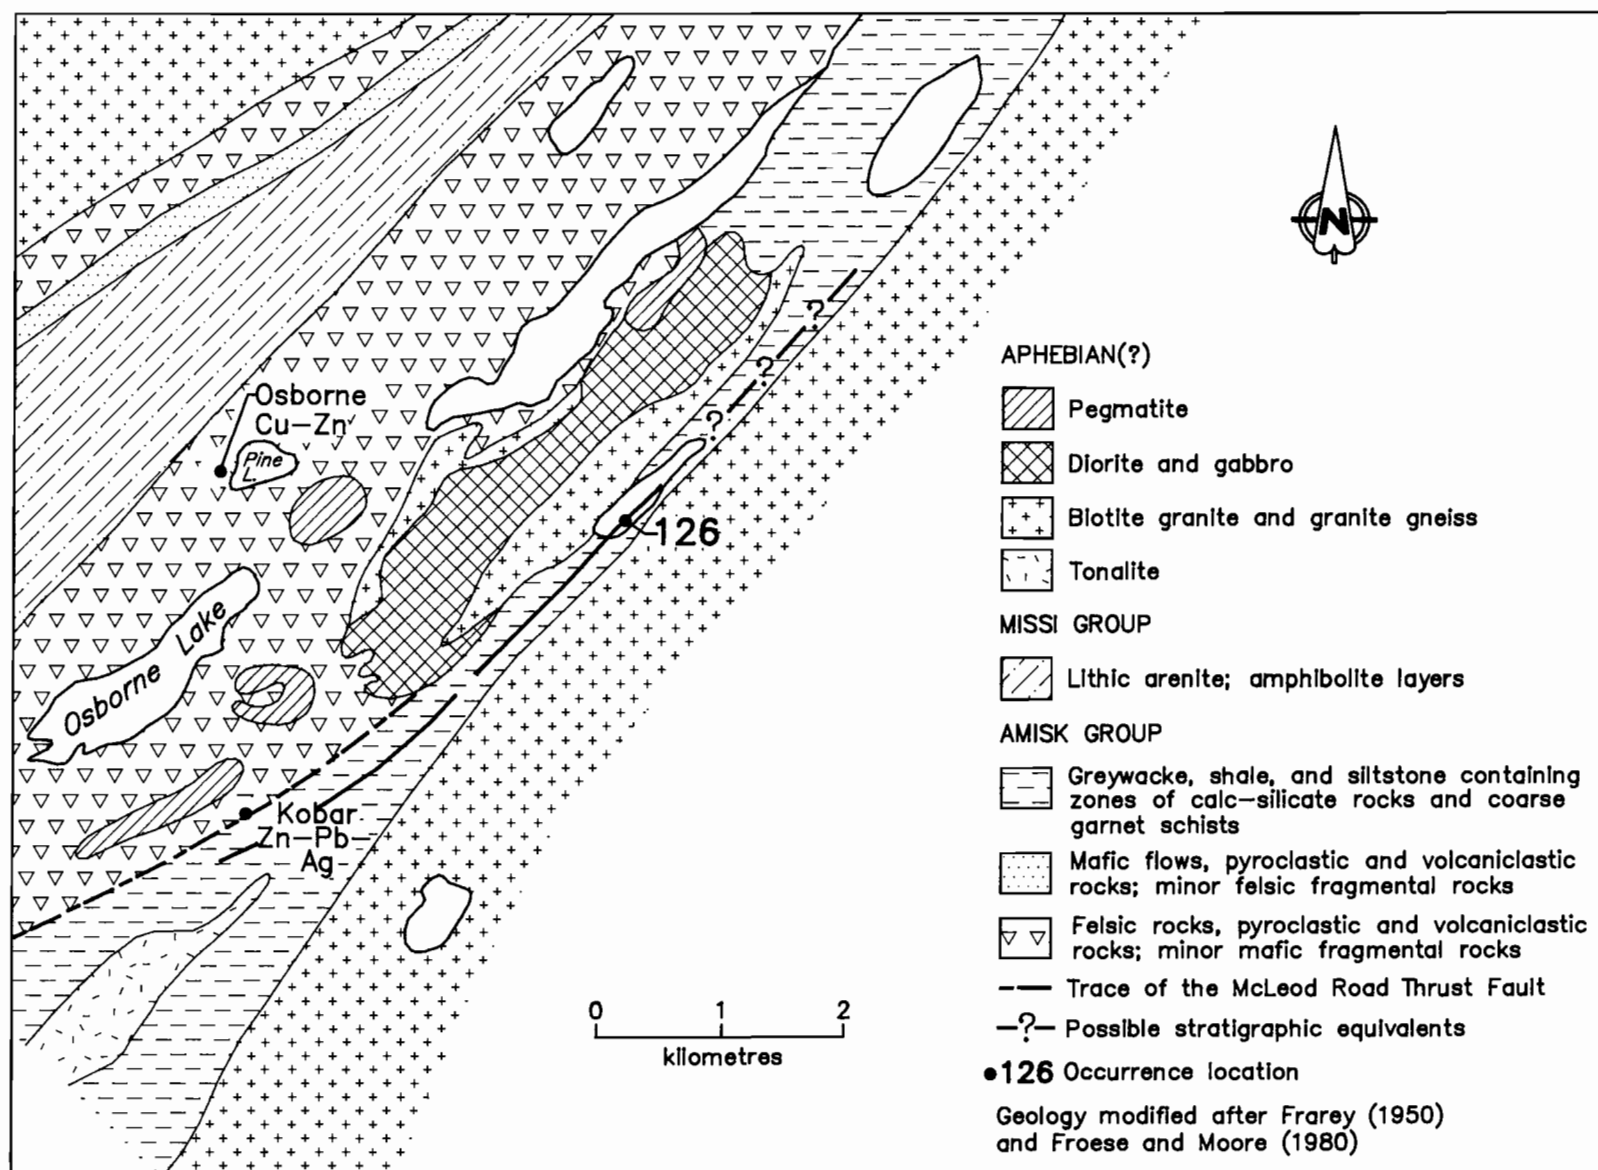 N
Osborne
Cu-Zn
Pine
L.
126
Osborne Lake
Kobar
Zn-Pb-
Ag
?
?
?
0 1 2
kilometres
APHEBIAN(?)
Pegmatite
Diorite and gabbro
Biotite granite and granite gneiss
Tonalite
MISSI GROUP
Lithic arenite; amphibolite layers
AMISK GROUP
Greywacke, shale, and siltstone containing
zones of calc-silicate rocks and coarse
garnet schists
Mafic flows, pyroclastic and volcaniclastic
rocks; minor felsic fragmental rocks
Felsic rocks, pyroclastic and volcaniclastic
rocks; minor mafic fragmental rocks
Trace of the McLeod Road Thrust Fault
-?- Possible stratigraphic equivalents
●126 Occurrence location
Geology modified after Frarey (1950)
and Froese and Moore (1980)